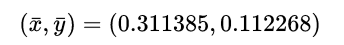 (x̄, ȳ) = (0.311385, 0.112268)